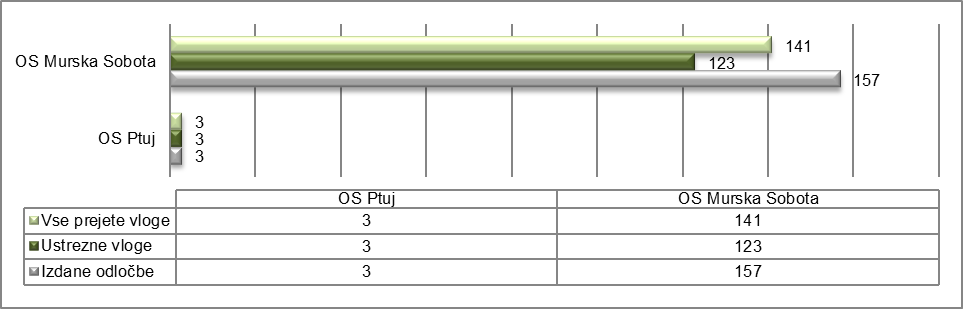 OS Murska Sobota
141
123
157
OS Ptuj
3
3
3
OS Ptuj OS Murska Sobota
Vse prejete vloge 3 141
Ustrezne vloge 3 123
Izdane odločbe 3 157